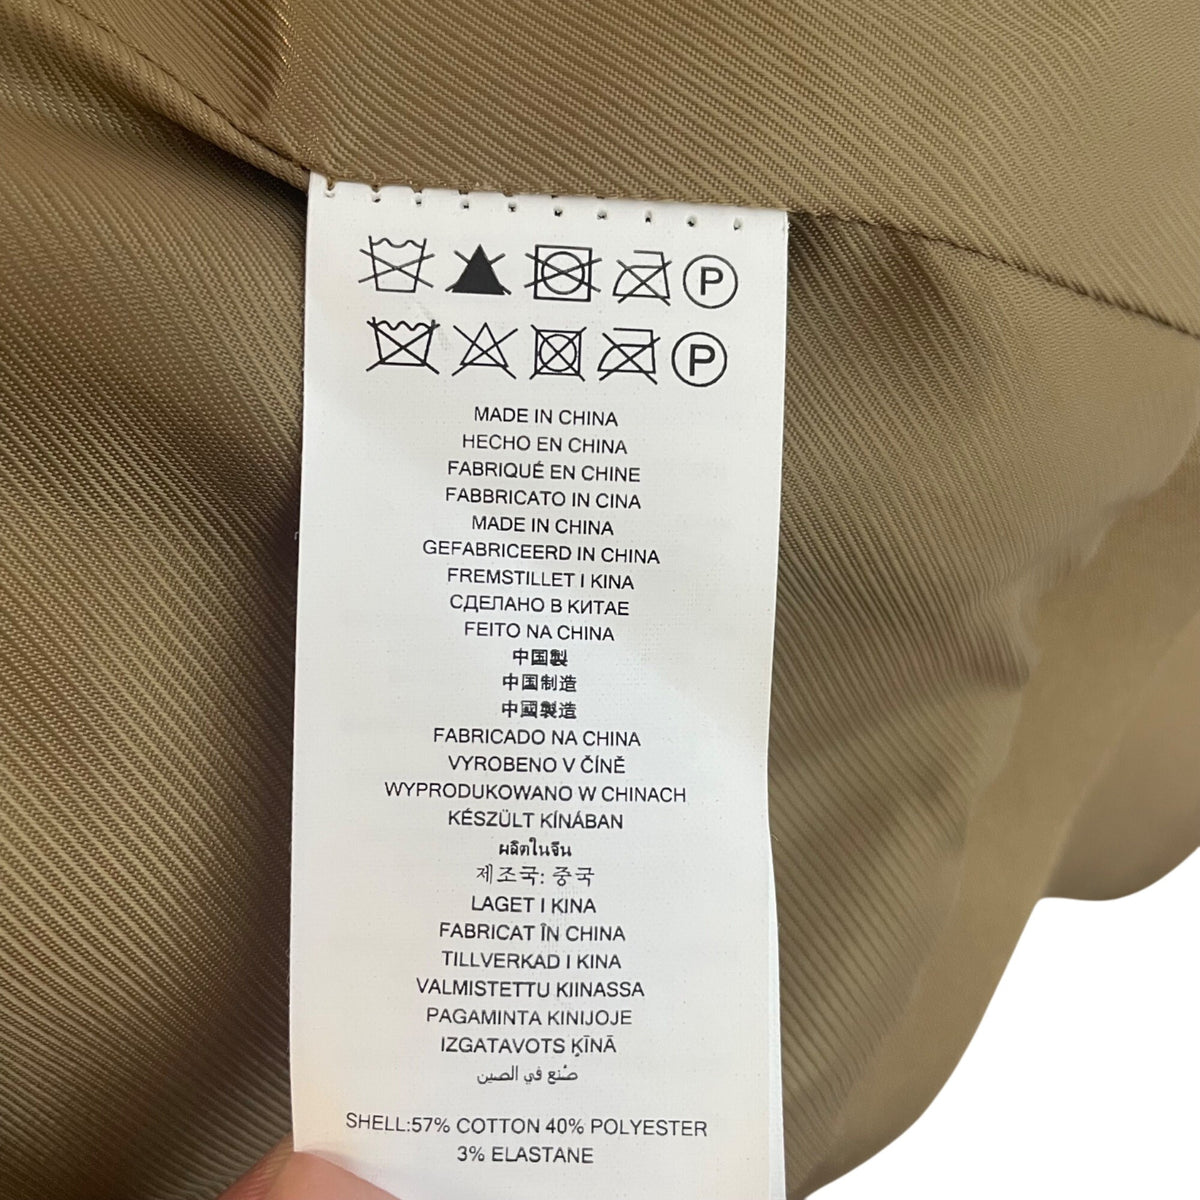 P
P
MADE IN CHINA
HECHO EN CHINA
FABRIQUÉ EN CHINE
FABBRICATO IN CINA
MADE IN CHINA
GEFABRICEERD IN CHINA
FREMSTILLET I KINA
СДЕЛАНО В КИТАЕ
FEITO NA CHINA
中国製
中国制造
中國製造
FABRICADO NA CHINA
VYROBENO V ČÍNĚ
WYPRODUKOWANO W CHINACH
KÉSZÜLT KÍNÁBAN
ผลิตในจีน
제조국: 중국
LAGET I KINA
FABRICAT ÎN CHINA
TILLVERKAD I KINA
VALMISTETTU KIINASSA
PAGAMINTA KINIJOJE
IZGATAVOTS ĶĪNĀ
صُنع في الصين
SHELL:57% COTTON 40% POLYESTER
3% ELASTANE